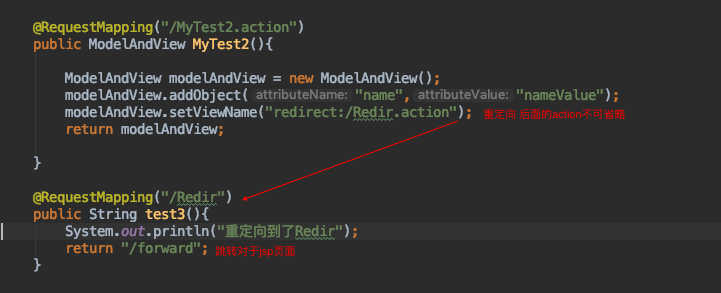 @RequestMapping("/MyTest2.action")
public ModelAndView MyTest2(){
ModelAndView modelAndView = new ModelAndView();
modelAndView.addObject( attributeName: "name", attributeValue: "nameValue");
modelAndView.setViewName("redirect:/Redir.action"); 重定向 后面的action不可省略
return modelAndView;
}
@RequestMapping("/Redir")
public String test3(){
System.out.println("重定向到了Redir");
return "/forward"; 跳转对于jsp页面
}